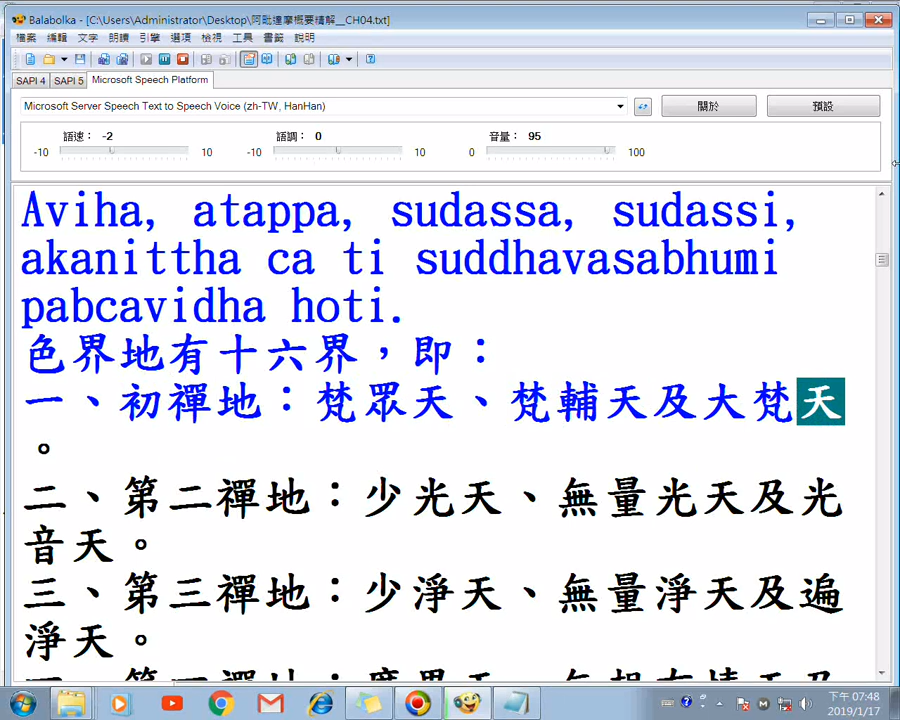 Balabolka - [C:\Users\Administrator\Desktop\阿毗達摩概要精解__CH04.txt]
檔案 編輯 文字 朗讀 引擎 選項 檢視 工具 書籤 說明
SAPI 4 SAPI 5 Microsoft Speech Platform
Microsoft Server Speech Text to Speech Voice (zh-TW, HanHan) 關於 預設
語速： -2 語調： 0 音量： 95
-10 10 -10 10 0 100
Aviha, atappa, sudassa, sudassi,
akanittha ca ti suddhavasabhumi
pabcavidha hoti.
色界地有十六界，即：
一、初禪地：梵眾天、梵輔天及大梵天
。
二、第二禪地：少光天、無量光天及光
音天。
三、第三禪地：少淨天、無量淨天及遍
淨天。
下午 07:48
2019/1/17